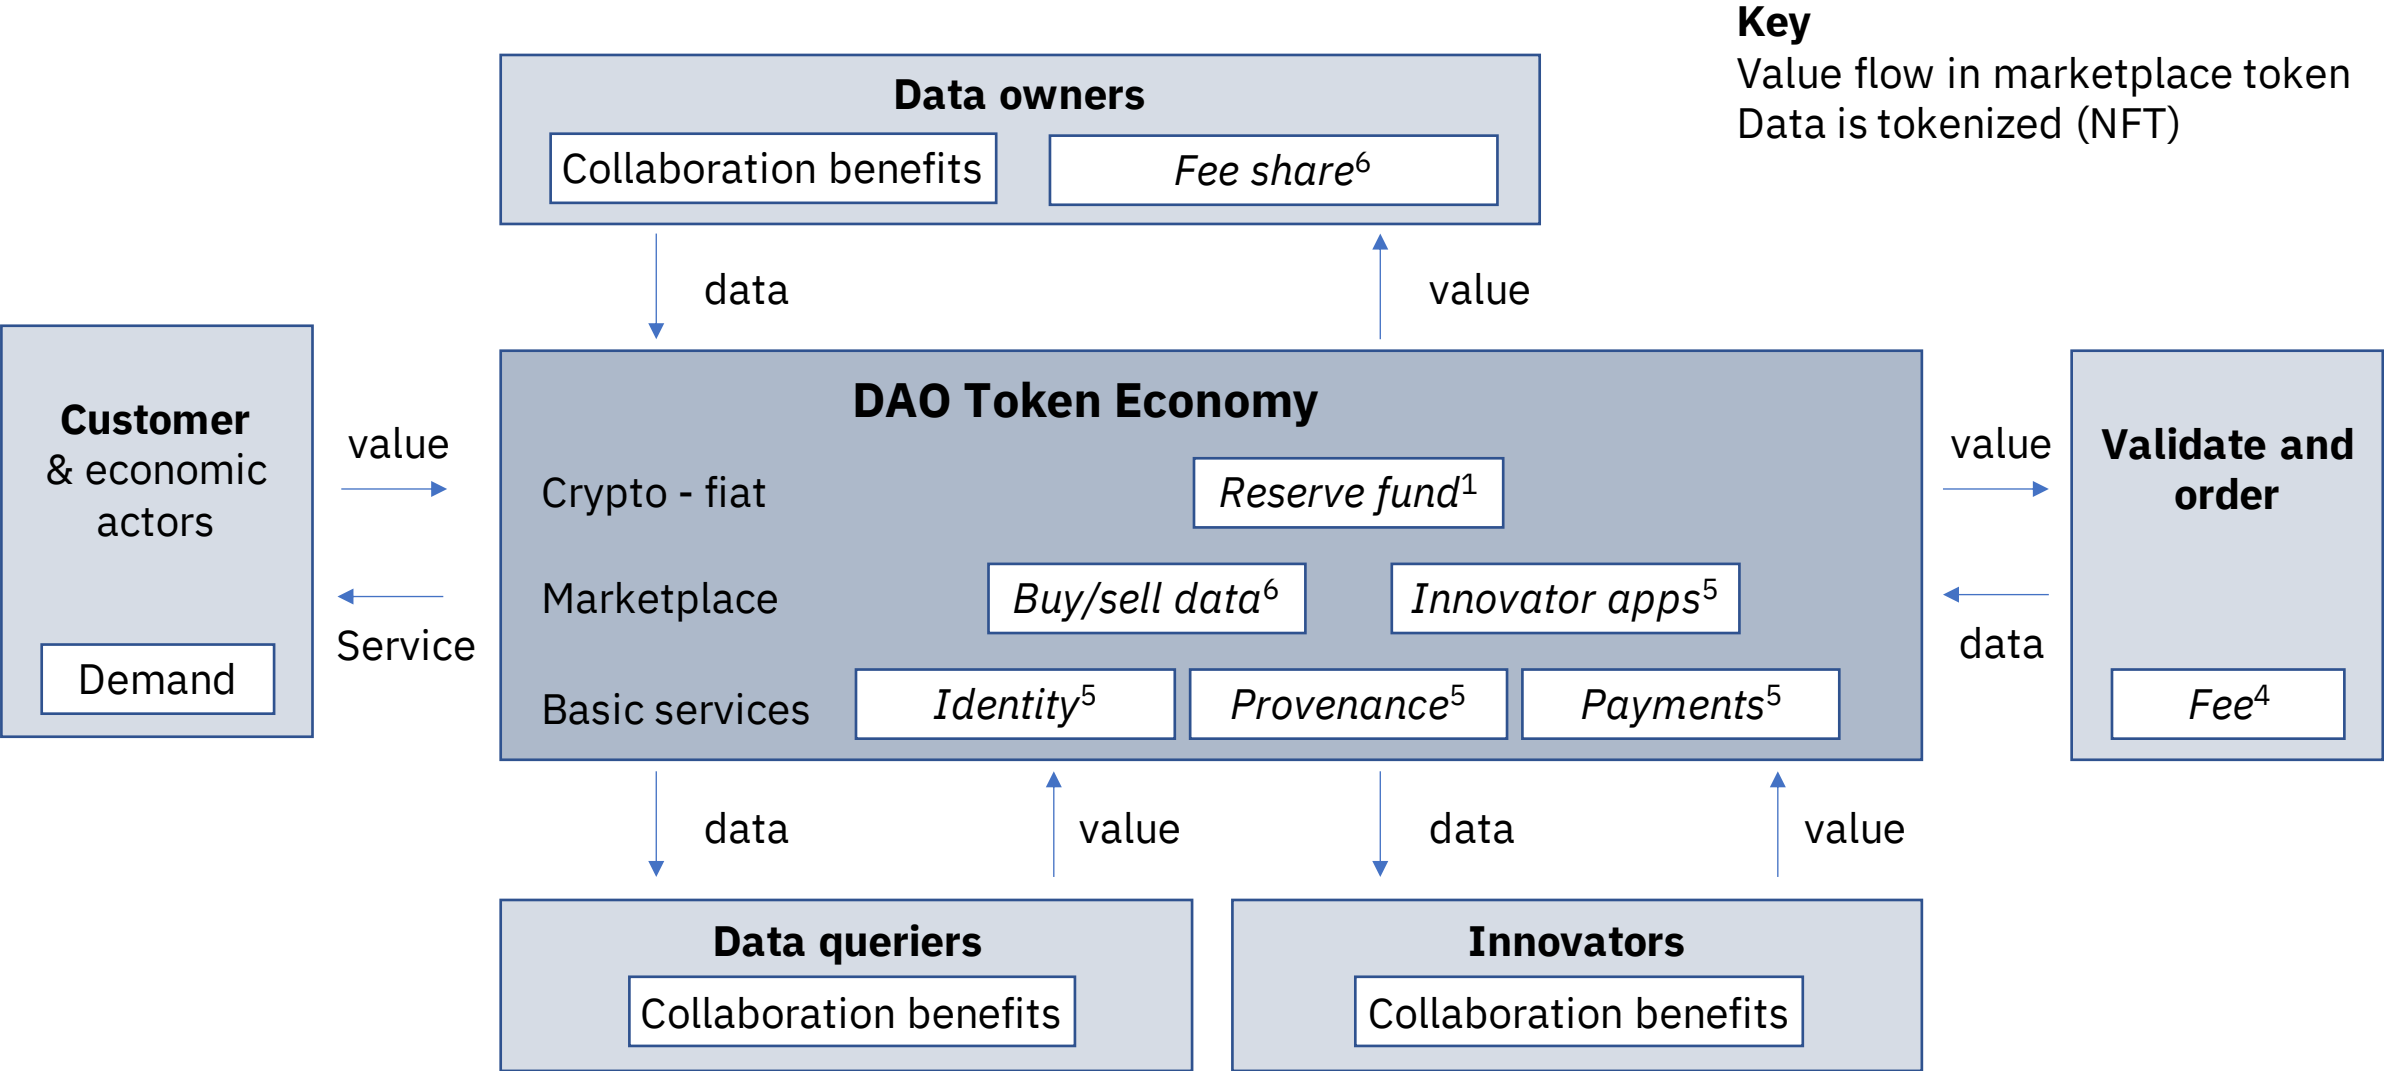 Key
Value flow in marketplace token
Data is tokenized (NFT)
Data owners
Collaboration benefits
Fee share⁶
data
value
Customer
& economic
actors
Demand
value
Service
DAO Token Economy
Crypto - fiat
Reserve fund¹
Marketplace
Buy/sell data⁶
Innovator apps⁵
Basic services
Identity⁵
Provenance⁵
Payments⁵
value
data
Validate and
order
Fee⁴
data
value
data
value
Data queriers
Collaboration benefits
Innovators
Collaboration benefits